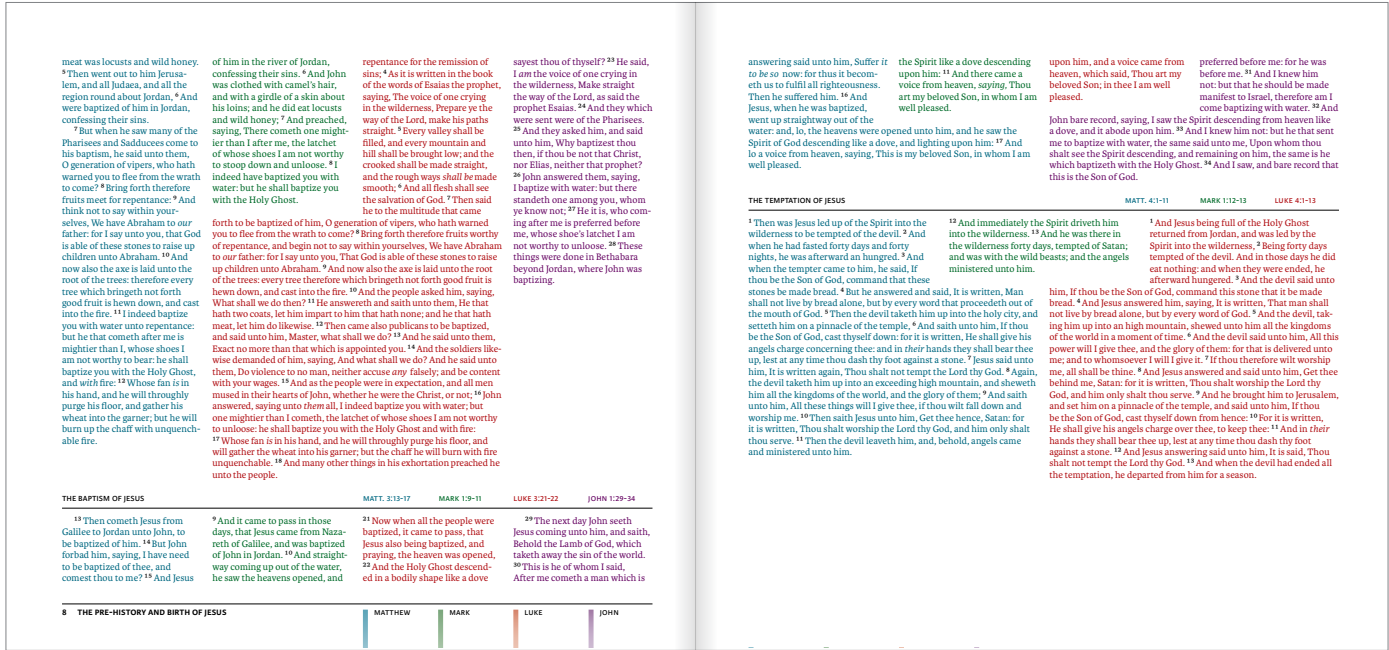 meat was locusts and wild honey.
5 Then went out to him Jerusa-
lem, and all Judaea, and all the
region round about Jordan, 6 And
were baptized of him in Jordan,
confessing their sins.
7 But when he saw many of the
Pharisees and Sadducees come to
his baptism, he said unto them,
O generation of vipers, who hath
warned you to flee from the wrath
to come? 8 Bring forth therefore
fruits meet for repentance: 9 And
think not to say within your-
selves, We have Abraham to our
father: for I say unto you, that God
is able of these stones to raise up
children unto Abraham. 10 And
now also the axe is laid unto the
root of the trees: therefore every
tree which bringeth not forth
good fruit is hewn down, and cast
into the fire. 11 I indeed baptize
you with water unto repentance:
but he that cometh after me is
mightier than I, whose shoes I
am not worthy to bear: he shall
baptize you with the Holy Ghost,
and with fire: 12 Whose fan is in
his hand, and he will throughly
purge his floor, and gather his
wheat into the garner; but he will
burn up the chaff with unquench-
able fire.
of him in the river of Jordan,
confessing their sins. 6 And John
was clothed with camel's hair,
and with a girdle of a skin about
his loins; and he did eat locusts
and wild honey; 7 And preached,
saying, There cometh one might-
ier than I after me, the latchet
of whose shoes I am not worthy
to stoop down and unloose. 8 I
indeed have baptized you with
water: but he shall baptize you
with the Holy Ghost.
repentance for the remission of
sins; 4 As it is written in the book
of the words of Esaias the prophet,
saying, The voice of one crying
in the wilderness, Prepare ye the
way of the Lord, make his paths
straight. 5 Every valley shall be
filled, and every mountain and
hill shall be brought low; and the
crooked shall be made straight,
and the rough ways shall be made
smooth; 6 And all flesh shall see
the salvation of God. 7 Then said
he to the multitude that came
forth to be baptized of him, O generation of vipers, who hath warned
you to flee from the wrath to come? 8 Bring forth therefore fruits worthy
of repentance, and begin not to say within yourselves, We have Abraham
to our father: for I say unto you, That God is able of these stones to raise
up children unto Abraham. 9 And now also the axe is laid unto the root
of the trees: every tree therefore which bringeth not forth good fruit is
hewn down, and cast into the fire. 10 And the people asked him, saying,
What shall we do then? 11 He answereth and saith unto them, He that
hath two coats, let him impart to him that hath none; and he that hath
meat, let him do likewise. 12 Then came also publicans to be baptized,
and said unto him, Master, what shall we do? 13 And he said unto them,
Exact no more than that which is appointed you. 14 And the soldiers like-
wise demanded of him, saying, And what shall we do? And he said unto
them, Do violence to no man, neither accuse any falsely; and be content
with your wages. 15 And as the people were in expectation, and all men
mused in their hearts of John, whether he were the Christ, or not; 16 John
answered, saying unto them all, I indeed baptize you with water; but
one mightier than I cometh, the latchet of whose shoes I am not worthy
to unloose: he shall baptize you with the Holy Ghost and with fire:
17 Whose fan is in his hand, and he will throughly purge his floor, and
will gather the wheat into his garner; but the chaff he will burn with fire
unquenchable. 18 And many other things in his exhortation preached he
unto the people.
sayest thou of thyself? 23 He said,
I am the voice of one crying in
the wilderness, Make straight
the way of the Lord, as said the
prophet Esaias. 24 And they which
were sent were of the Pharisees.
25 And they asked him, and said
unto him, Why baptizest thou
then, if thou be not that Christ,
nor Elias, neither that prophet?
26 John answered them, saying,
I baptize with water: but there
standeth one among you, whom
ye know not; 27 He it is, who com-
ing after me is preferred before
me, whose shoe's latchet I am
not worthy to unloose. 28 These
things were done in Bethabara
beyond Jordan, where John was
baptizing.
THE BAPTISM OF JESUS MATT. 3:13–17 MARK 1:9–11 LUKE 3:21–22 JOHN 1:29–34
13 Then cometh Jesus from
Galilee to Jordan unto John, to
be baptized of him. 14 But John
forbad him, saying, I have need
to be baptized of thee, and
comest thou to me? 15 And Jesus
9 And it came to pass in those
days, that Jesus came from Naza-
reth of Galilee, and was baptized
of John in Jordan. 10 And straight-
way coming up out of the water,
he saw the heavens opened, and
21 Now when all the people were
baptized, it came to pass, that
Jesus also being baptized, and
praying, the heaven was opened,
22 And the Holy Ghost descend-
ed in a bodily shape like a dove
29 The next day John seeth
Jesus coming unto him, and saith,
Behold the Lamb of God, which
taketh away the sin of the world.
30 This is he of whom I said,
After me cometh a man which is
8 THE PRE-HISTORY AND BIRTH OF JESUS MATTHEW MARK LUKE JOHN
answering said unto him, Suffer it
to be so now: for thus it becom-
eth us to fulfil all righteousness.
Then he suffered him. 16 And
Jesus, when he was baptized,
went up straightway out of the
water: and, lo, the heavens were opened unto him, and he saw the
Spirit of God descending like a dove, and lighting upon him: 17 And
lo a voice from heaven, saying, This is my beloved Son, in whom I am
well pleased.
the Spirit like a dove descending
upon him: 11 And there came a
voice from heaven, saying, Thou
art my beloved Son, in whom I am
well pleased.
upon him, and a voice came from
heaven, which said, Thou art my
beloved Son; in thee I am well
pleased.
preferred before me: for he was
before me. 31 And I knew him
not: but that he should be made
manifest to Israel, therefore am I
come baptizing with water. 32 And
John bare record, saying, I saw the Spirit descending from heaven like
a dove, and it abode upon him. 33 And I knew him not: but he that sent
me to baptize with water, the same said unto me, Upon whom thou
shalt see the Spirit descending, and remaining on him, the same is he
which baptizeth with the Holy Ghost. 34 And I saw, and bare record that
this is the Son of God.
THE TEMPTATION OF JESUS MATT. 4:1–11 MARK 1:12–13 LUKE 4:1–13
1 Then was Jesus led up of the Spirit into the
wilderness to be tempted of the devil. 2 And
when he had fasted forty days and forty
nights, he was afterward an hungred. 3 And
when the tempter came to him, he said, If
thou be the Son of God, command that these
stones be made bread. 4 But he answered and said, It is written, Man
shall not live by bread alone, but by every word that proceedeth out of
the mouth of God. 5 Then the devil taketh him up into the holy city, and
setteth him on a pinnacle of the temple, 6 And saith unto him, If thou
be the Son of God, cast thyself down: for it is written, He shall give his
angels charge concerning thee: and in their hands they shall bear thee
up, lest at any time thou dash thy foot against a stone. 7 Jesus said unto
him, It is written again, Thou shalt not tempt the Lord thy God. 8 Again,
the devil taketh him up into an exceeding high mountain, and sheweth
him all the kingdoms of the world, and the glory of them; 9 And saith
unto him, All these things will I give thee, if thou wilt fall down and
worship me. 10 Then saith Jesus unto him, Get thee hence, Satan: for
it is written, Thou shalt worship the Lord thy God, and him only shalt
thou serve. 11 Then the devil leaveth him, and, behold, angels came
and ministered unto him.
12 And immediately the Spirit driveth him
into the wilderness. 13 And he was there in
the wilderness forty days, tempted of Satan;
and was with the wild beasts; and the angels
ministered unto him.
1 And Jesus being full of the Holy Ghost
returned from Jordan, and was led by the
Spirit into the wilderness, 2 Being forty days
tempted of the devil. And in those days he did
eat nothing: and when they were ended, he
afterward hungered. 3 And the devil said unto
him, If thou be the Son of God, command this stone that it be made
bread. 4 And Jesus answered him, saying, It is written, That man shall
not live by bread alone, but by every word of God. 5 And the devil, tak-
ing him up into an high mountain, shewed unto him all the kingdoms
of the world in a moment of time. 6 And the devil said unto him, All this
power will I give thee, and the glory of them: for that is delivered unto
me; and to whomsoever I will I give it. 7 If thou therefore wilt worship
me, all shall be thine. 8 And Jesus answered and said unto him, Get thee
behind me, Satan: for it is written, Thou shalt worship the Lord thy
God, and him only shalt thou serve. 9 And he brought him to Jerusalem,
and set him on a pinnacle of the temple, and said unto him, If thou
be the Son of God, cast thyself down from hence: 10 For it is written,
He shall give his angels charge over thee, to keep thee: 11 And in their
hands they shall bear thee up, lest at any time thou dash thy foot
against a stone. 12 And Jesus answering said unto him, It is said, Thou
shalt not tempt the Lord thy God. 13 And when the devil had ended all
the temptation, he departed from him for a season.